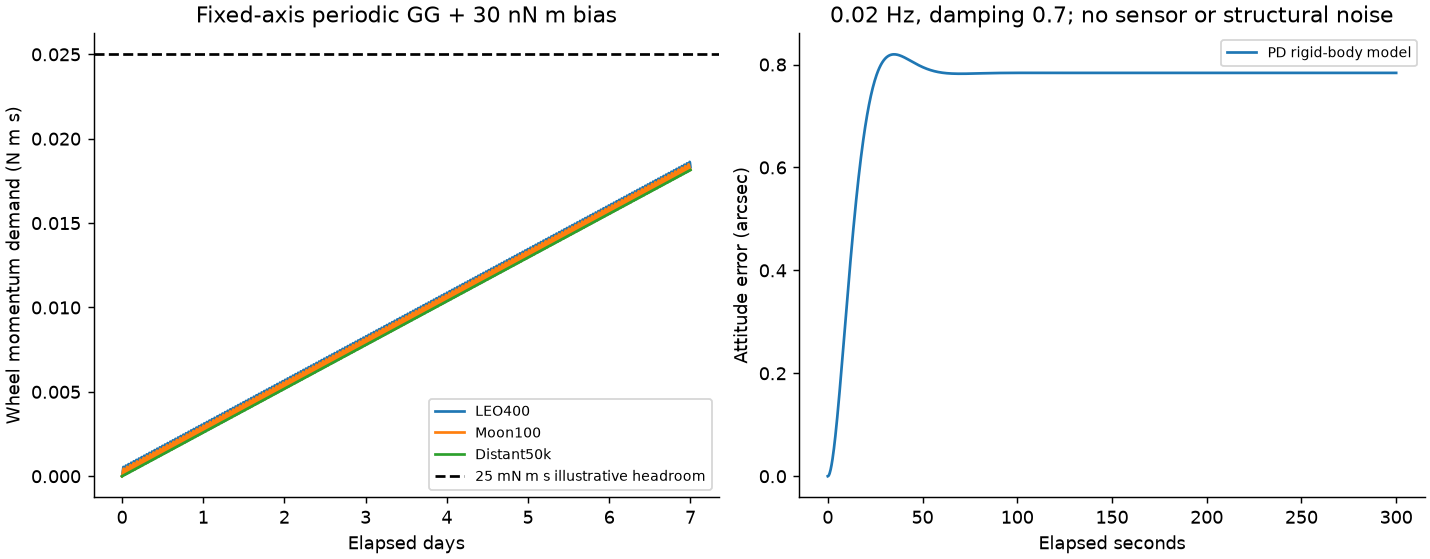 Fixed-axis periodic GG + 30 nN m bias
Wheel momentum demand (N m s)
0.025
0.020
0.015
0.010
0.005
0.000
LEO400
Moon100
Distant50k
25 mN m s illustrative headroom
0 1 2 3 4 5 6 7
Elapsed days
0.02 Hz, damping 0.7; no sensor or structural noise
Attitude error (arcsec)
0.8
0.6
0.4
0.2
0.0
PD rigid-body model
0 50 100 150 200 250 300
Elapsed seconds